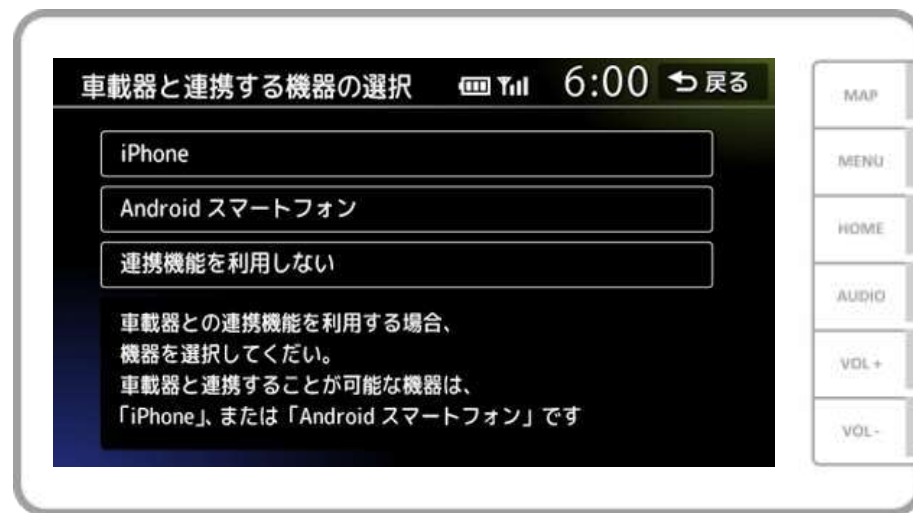 車載器と連携する機器の選択 6:00 戻る
iPhone
Android スマートフォン
連携機能を利用しない
車載器との連携機能を利用する場合、
機器を選択してくだい。
車載器と連携することが可能な機器は、
「iPhone」、または「Android スマートフォン」です
MAP
MENU
HOME
AUDIO
VOL +
VOL -